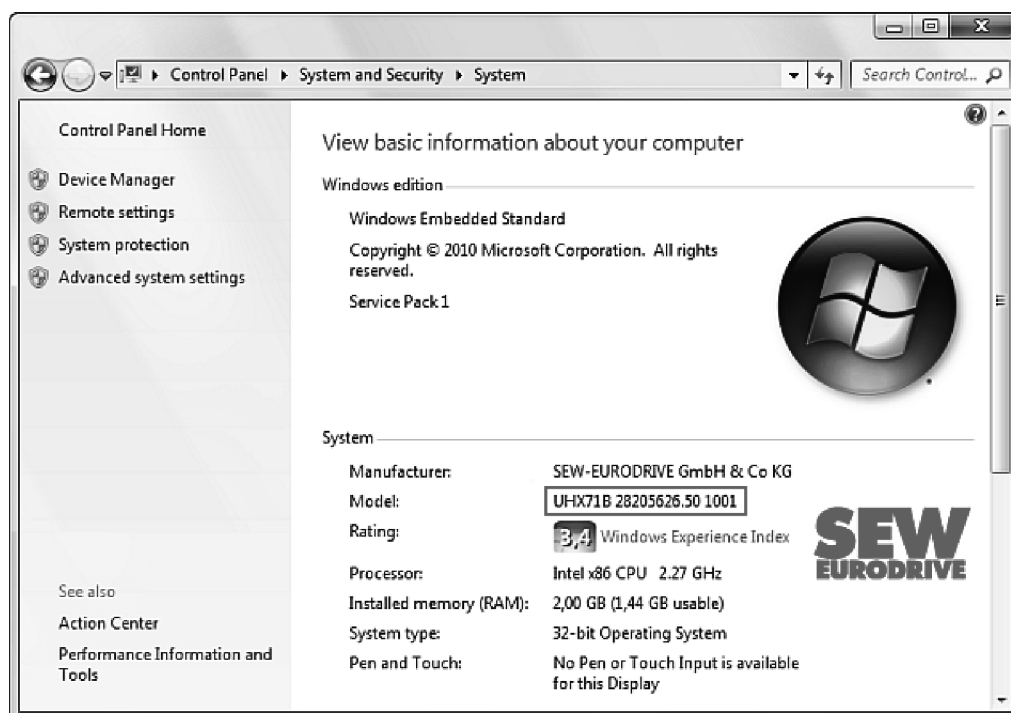 Control Panel ▸ System and Security ▸ System
Search Control...
Control Panel Home
Device Manager
Remote settings
System protection
Advanced system settings
See also
Action Center
Performance Information and
Tools
View basic information about your computer
Windows edition
Windows Embedded Standard
Copyright © 2010 Microsoft Corporation. All rights
reserved.
Service Pack 1
System
Manufacturer: SEW-EURODRIVE GmbH & Co KG
Model: UHX71B 28205626.50 1001
Rating: 3,4 Windows Experience Index
Processor: Intel x86 CPU 2.27 GHz
Installed memory (RAM): 2,00 GB (1,44 GB usable)
System type: 32-bit Operating System
Pen and Touch: No Pen or Touch Input is available
for this Display
SEW
EURODRIVE